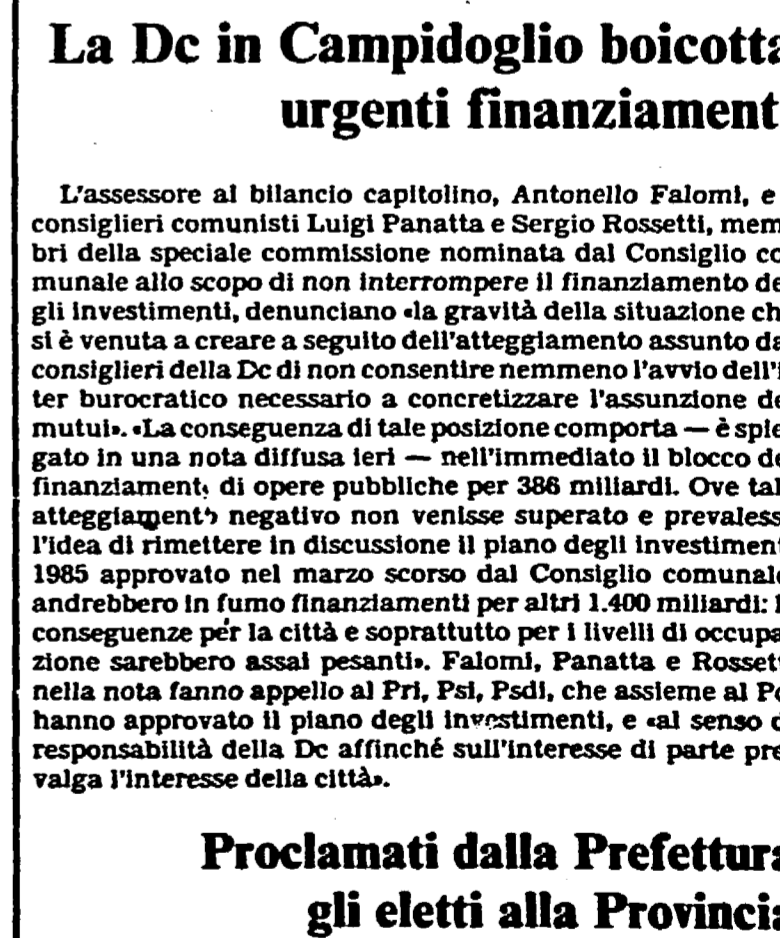 La Dc in Campidoglio boicotta
urgenti finanziament
L'assessore al bilancio capitolino, Antonello Falomi, e
consiglieri comunisti Luigi Panatta e Sergio Rossetti, mem
bri della speciale commissione nominata dal Consiglio co
munale allo scopo di non interrompere il finanziamento de
gli investimenti, denunciano «la gravità della situazione ch
si è venuta a creare a seguito dell'atteggiamento assunto da
consiglieri della Dc di non consentire nemmeno l'avvio dell'i
ter burocratico necessario a concretizzare l'assunzione de
mutui». «La conseguenza di tale posizione comporta — è spie
gato in una nota diffusa ieri — nell'immediato il blocco de
finanziamenti di opere pubbliche per 386 miliardi. Ove tal
atteggiamento negativo non venisse superato e prevaless
l'idea di rimettere in discussione il piano degli investiment
1985 approvato nel marzo scorso dal Consiglio comunale
andrebbero in fumo finanziamenti per altri 1.400 miliardi: l
conseguenze per la città e soprattutto per i livelli di occupa
zione sarebbero assai pesanti». Falomi, Panatta e Rosset
nella nota fanno appello al Pri, Psi, Psdi, che assieme al Pc
hanno approvato il piano degli investimenti, e «al senso d
responsabilità della Dc affinché sull'interesse di parte pre
valga l'interesse della città».
Proclamati dalla Prefettura
gli eletti alla Provincia